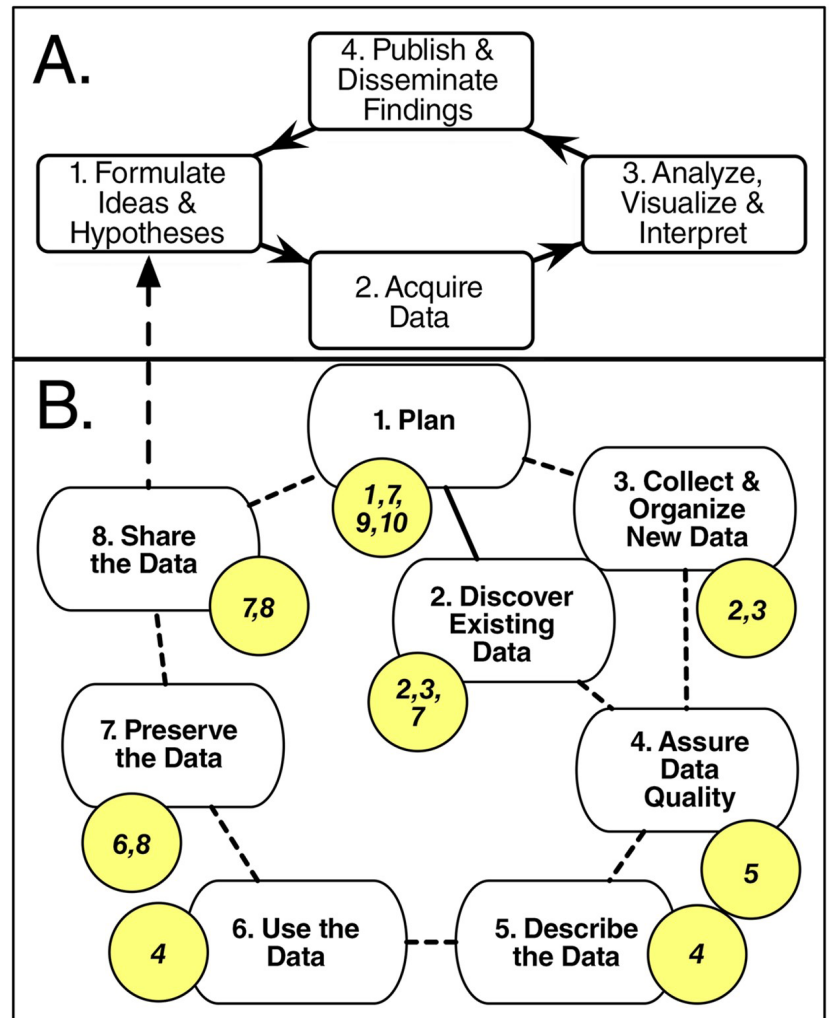 A.
4. Publish &
Disseminate
Findings
1. Formulate
Ideas &
Hypotheses
3. Analyze,
Visualize &
Interpret
2. Acquire
Data
B.
1. Plan
1,7,
9,10
3. Collect &
Organize
New Data
2,3
8. Share
the Data
7,8
2. Discover
Existing
Data
2,3,
7
7. Preserve
the Data
6,8
4. Assure
Data
Quality
5
6. Use the
Data
4
5. Describe
the Data
4